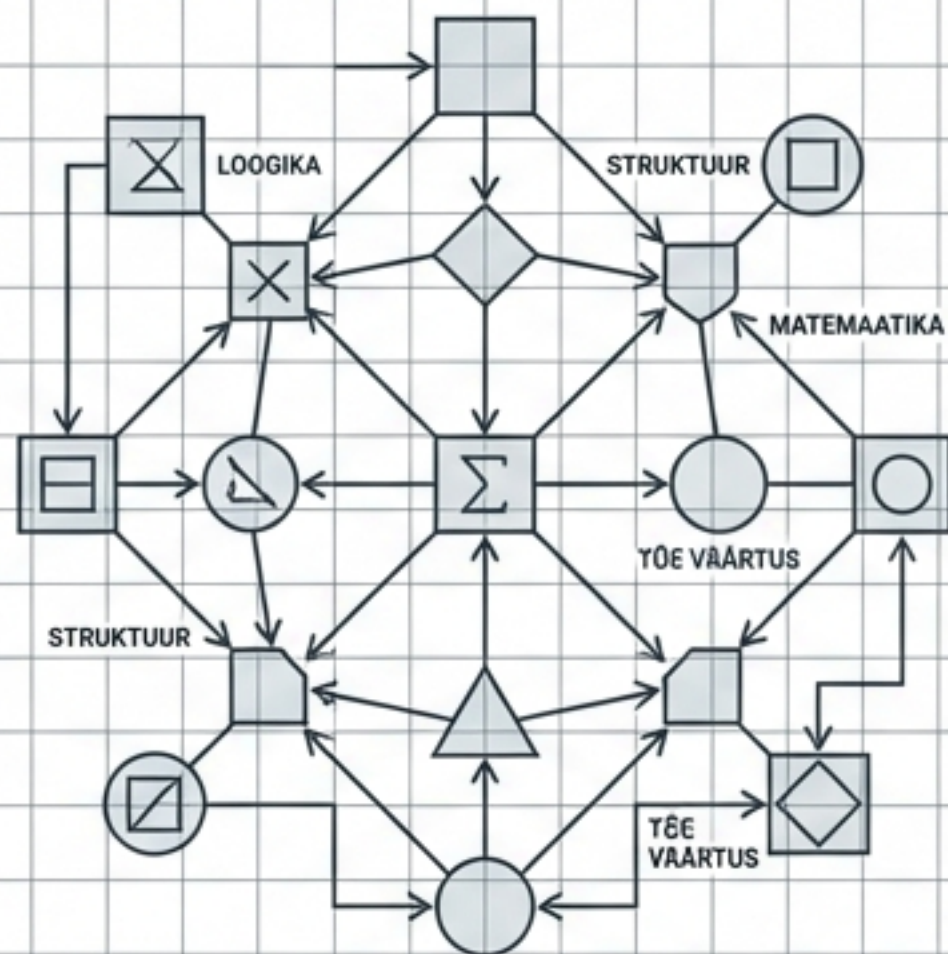 LOOGIKA
STRUKTUUR
MATEMAATIKA
Σ
TÕE VÄÄRTUS
STRUKTUUR
TÕE
VÄÄRTUS